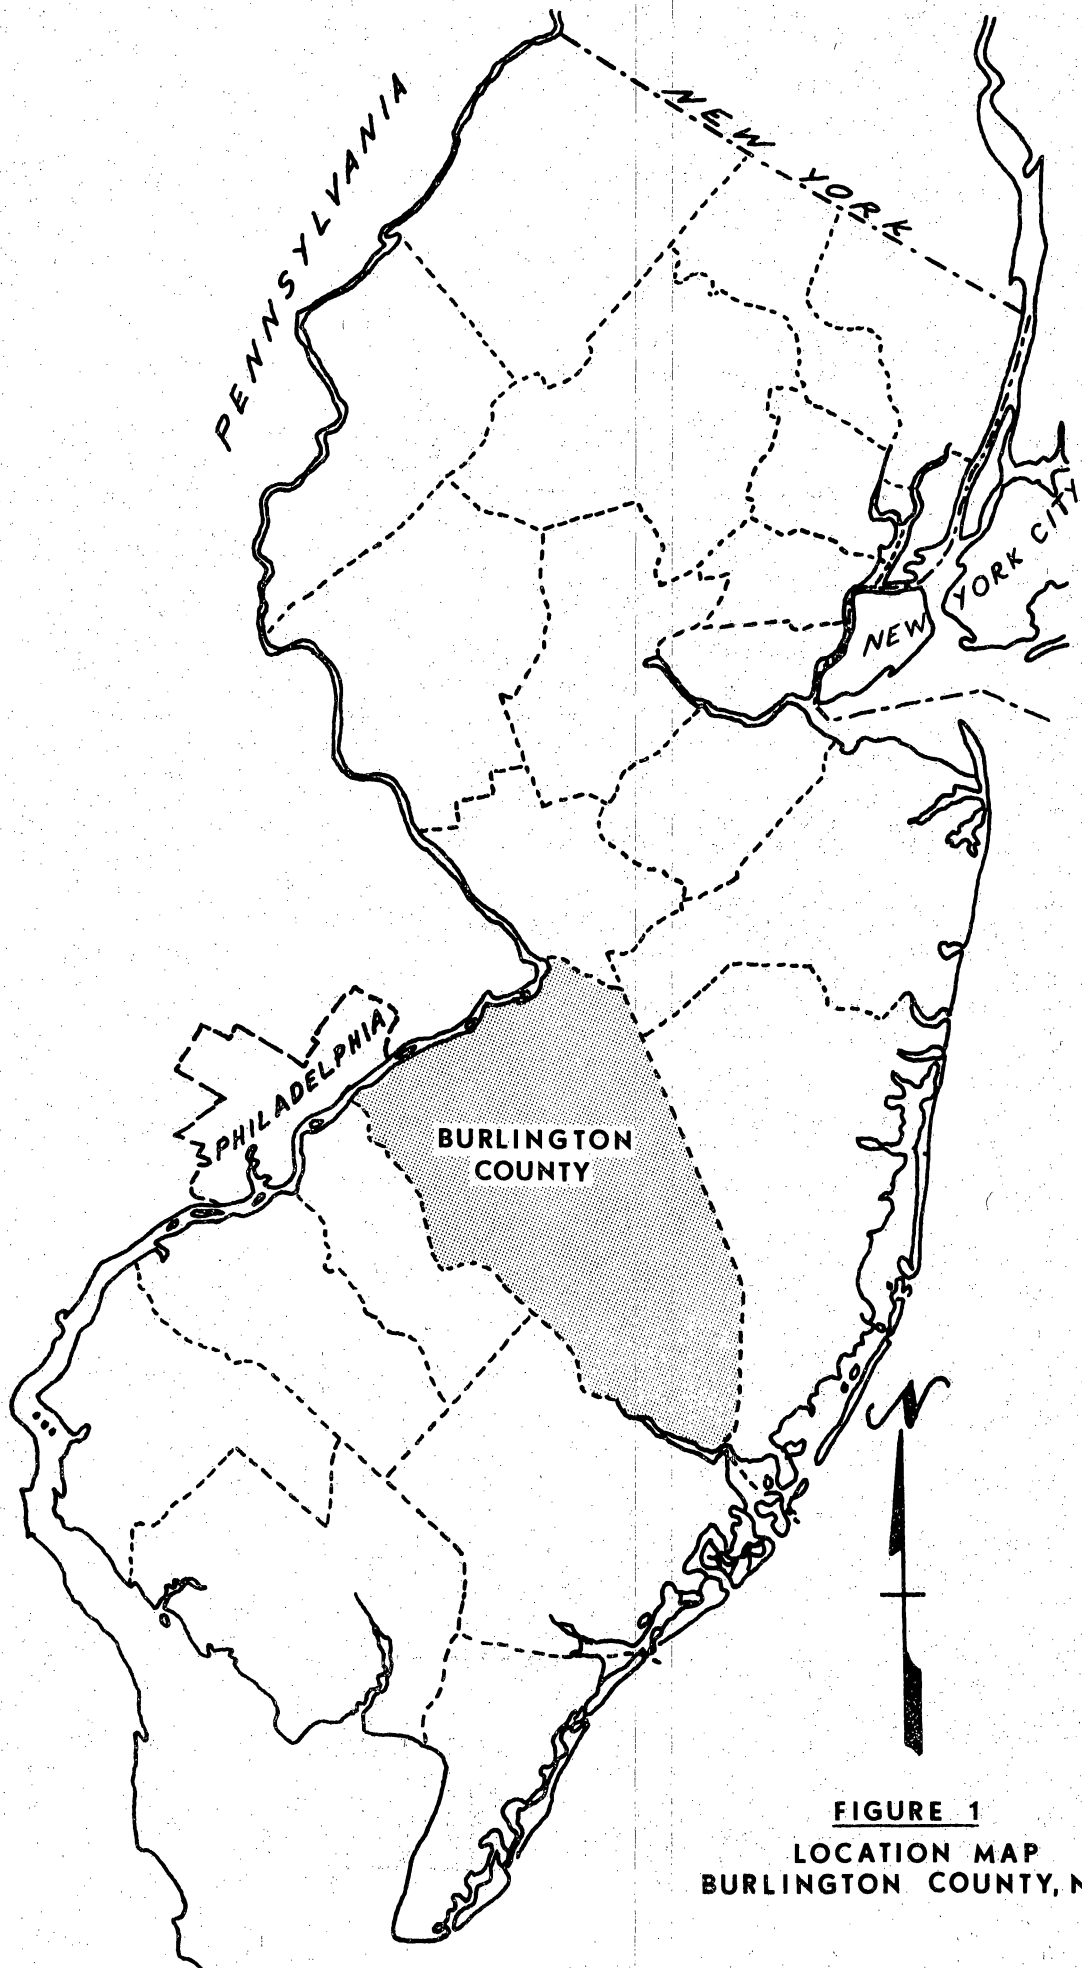 PENNSYLVANIA
NEW YORK
NEW YORK CITY
PHILADELPHIA
BURLINGTON
COUNTY
N
FIGURE 1
LOCATION MAP
BURLINGTON COUNTY, N